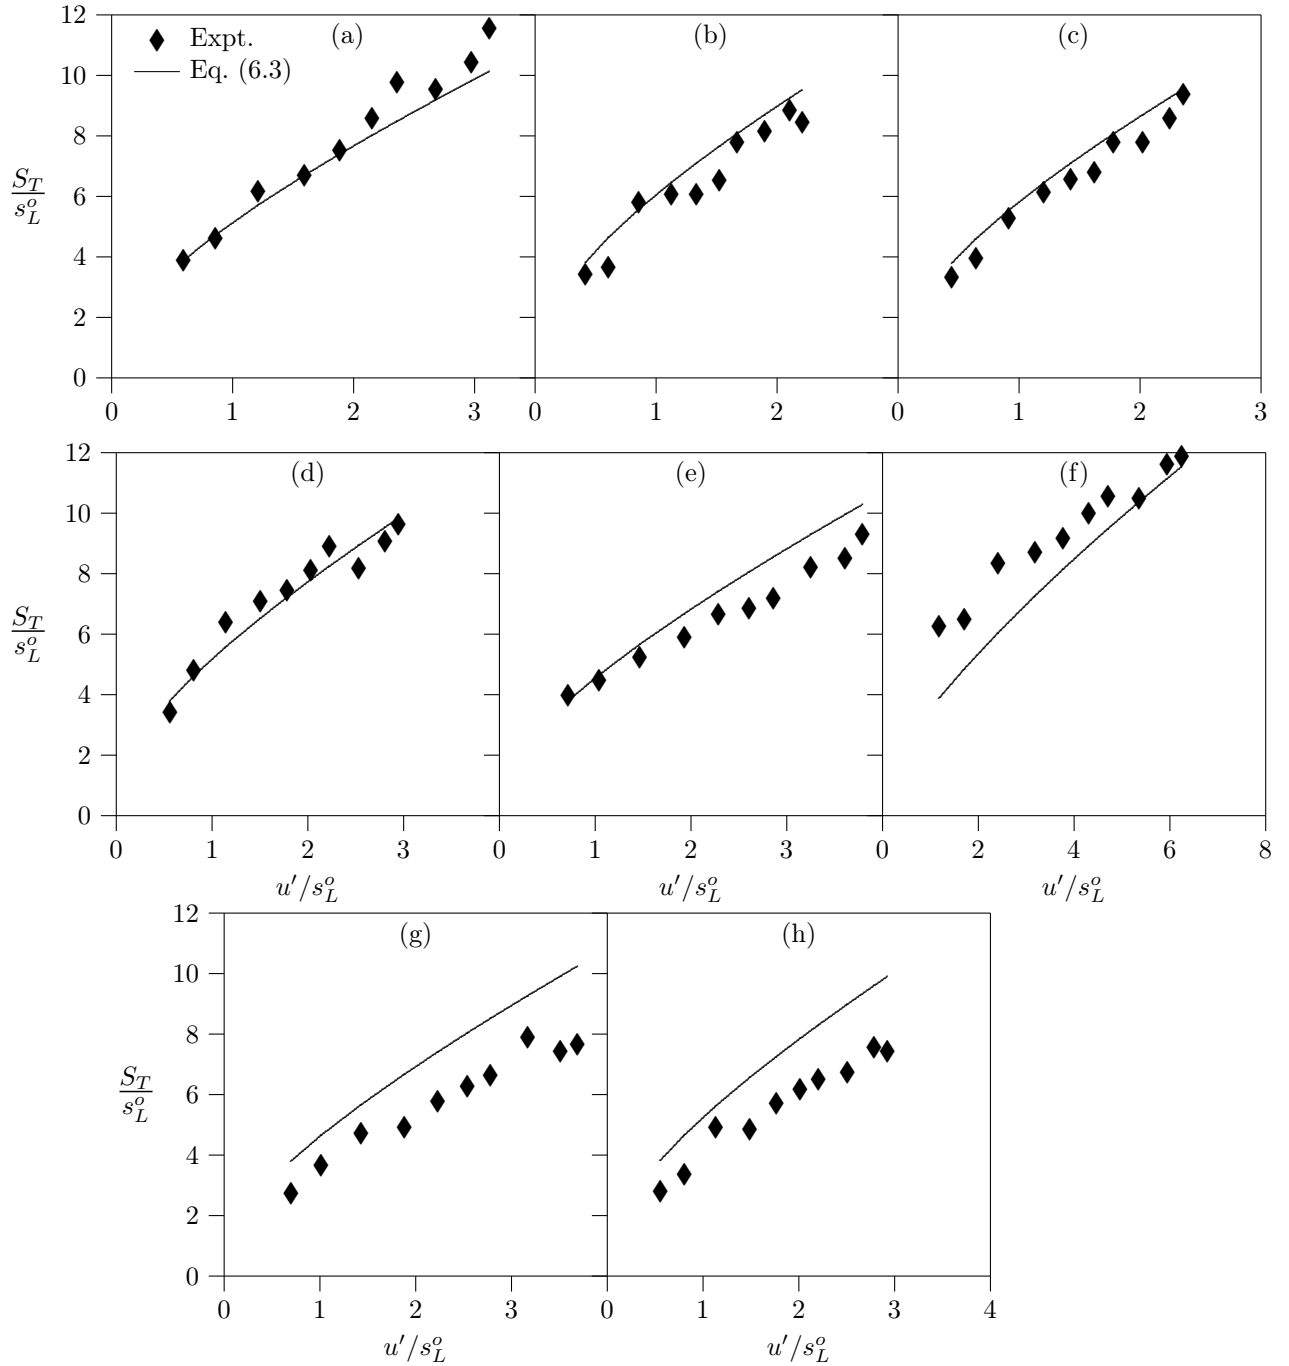 12 (a) (b) (c)
Expt.
Eq. (6.3)
10
8
S_T / s_L^o
6
4
2
0
0 1 2 3 0 1 2 0 1 2 3
12 (d) (e) (f)
10
8
S_T / s_L^o
6
4
2
0
0 1 2 3 0 1 2 3 0 2 4 6 8
u′/s_L^o u′/s_L^o u′/s_L^o
12 (g) (h)
10
8
S_T / s_L^o
6
4
2
0
0 1 2 3 0 1 2 3 4
u′/s_L^o u′/s_L^o